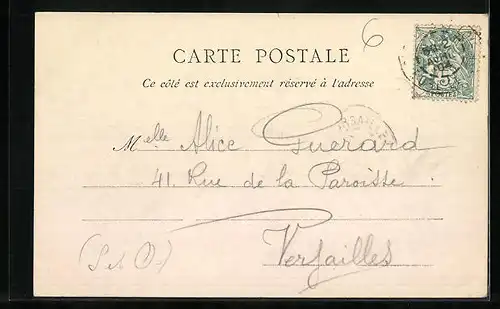 6
CARTE POSTALE
Ce côté est exclusivement réservé à l'adresse
Melle Alice Guerard
41. Rue de la Paroisse
Versailles
(S et O)